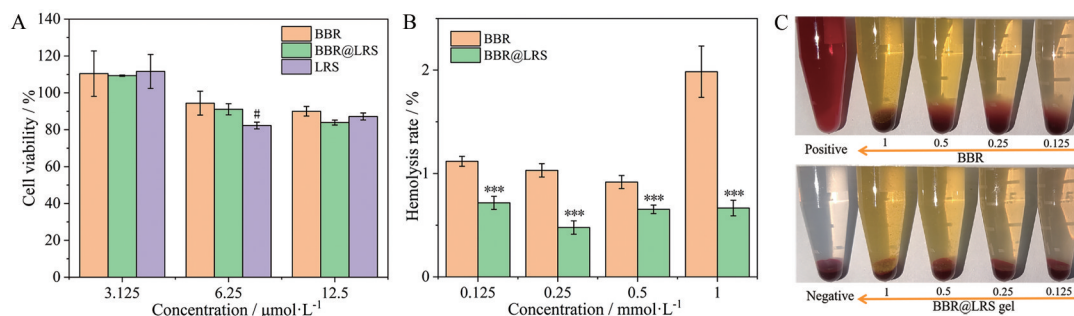 A
Cell viability / %
140
120
100
80
60
40
20
0
BBR
BBR@LRS
LRS
#
3.125
6.25
12.5
Concentration / μmol·L⁻¹
B
Hemolysis rate / %
2
1
0
BBR
BBR@LRS
***
***
***
***
0.125
0.25
0.5
1
Concentration / mmol·L⁻¹
C
Positive
1 0.5 0.25 0.125
BBR
Negative
1 0.5 0.25 0.125
BBR@LRS gel